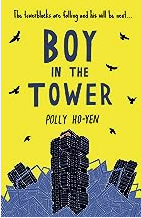 The towerblocks are falling and his will be next...
BOY
IN THE
TOWER
POLLY HO-YEN